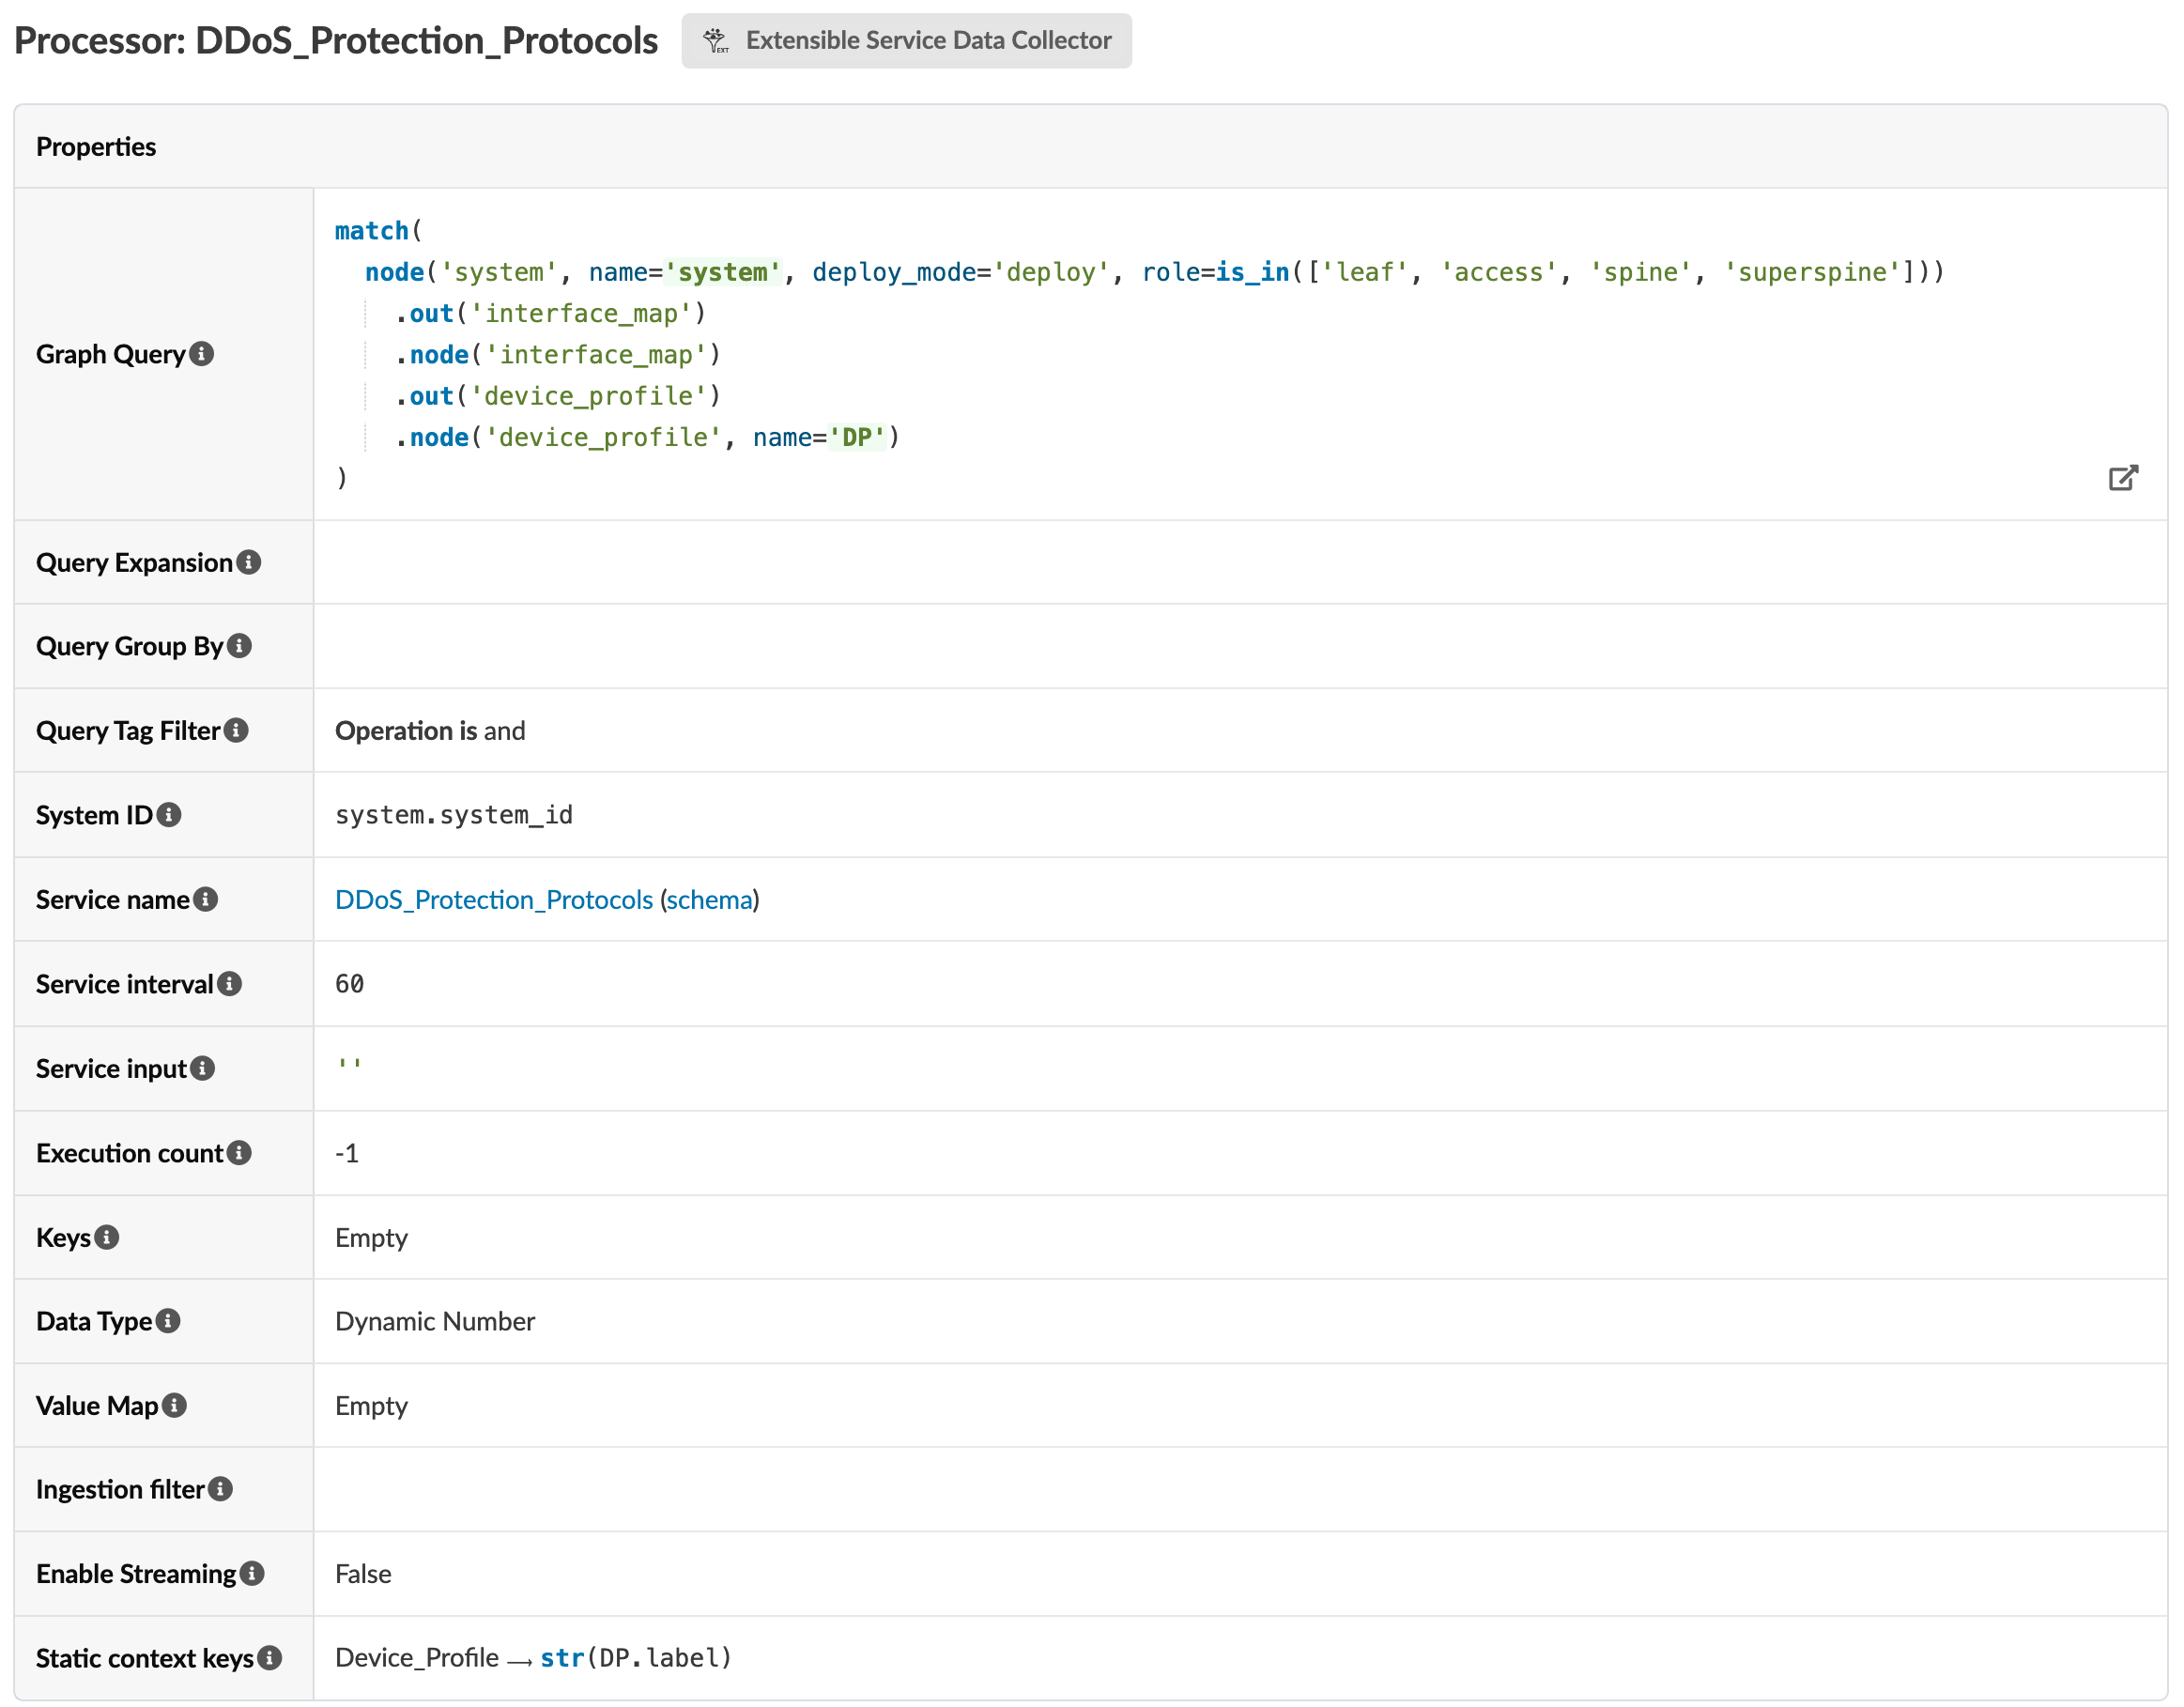 Processor: DDoS_Protection_Protocols EXT Extensible Service Data Collector
Properties
Graph Query
match(
node('system', name='system', deploy_mode='deploy', role=is_in(['leaf', 'access', 'spine', 'superspine']))
.out('interface_map')
.node('interface_map')
.out('device_profile')
.node('device_profile', name='DP')
)
Query Expansion
Query Group By
Query Tag Filter Operation is and
System ID system.system_id
Service name DDoS_Protection_Protocols (schema)
Service interval 60
Service input ''
Execution count -1
Keys Empty
Data Type Dynamic Number
Value Map Empty
Ingestion filter
Enable Streaming False
Static context keys Device_Profile → str(DP.label)